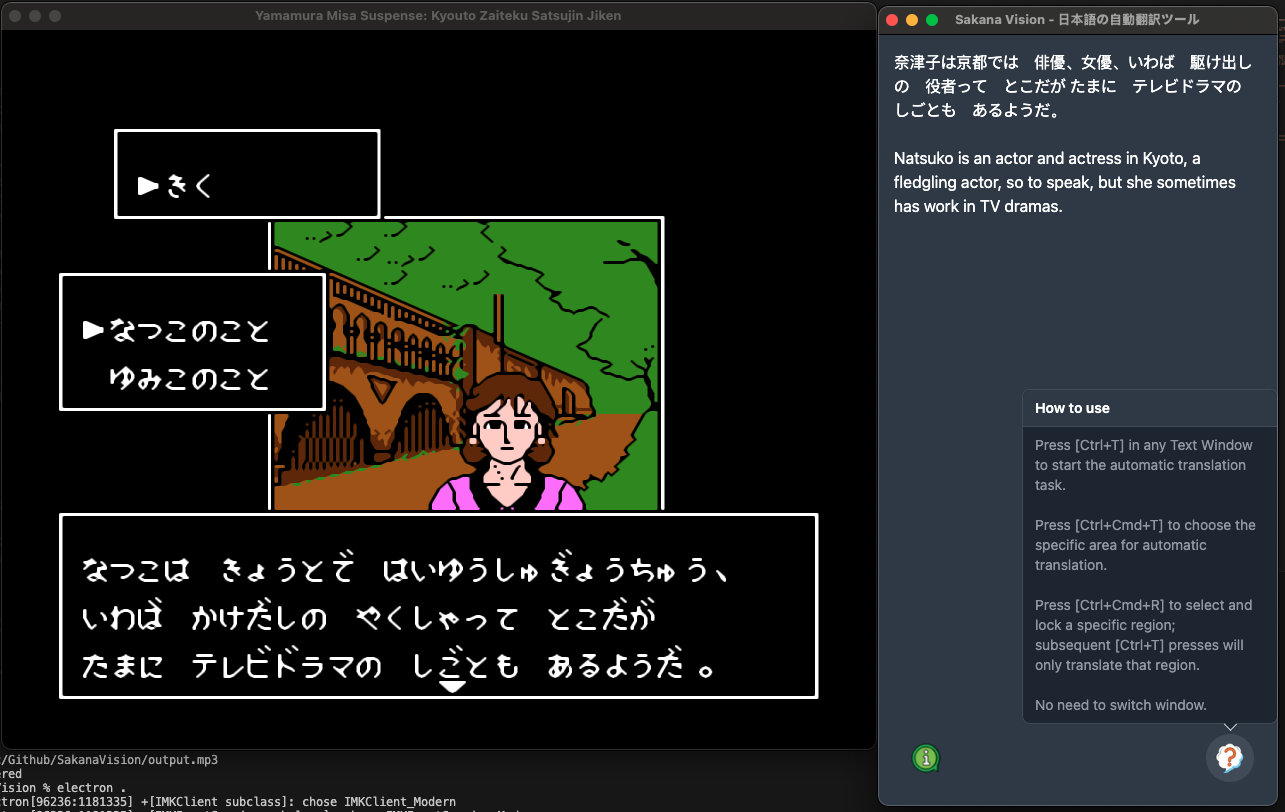 Yamamura Misa Suspense: Kyouto Zaiteku Satsujin Jiken
▶きく
▶なつこのこと
ゆみこのこと
なつこは　きょうとで　はいゆうしゅぎょうちゅう、
いわば　かけだしの　やくしゃって　とこだが
たまに　テレビドラマの　しごとも　あるようだ。
/Github/SakanaVision/output.mp3
ered
ision % electron .
tron[96236:1181335] +[IMKClient subclass]: chose IMKClient_Modern
Sakana Vision - 日本語の自動翻訳ツール
奈津子は京都では　俳優、女優、いわば　駆け出し
の　役者って　とこだが たまに　テレビドラマの
しごとも　あるようだ。
Natsuko is an actor and actress in Kyoto, a
fledgling actor, so to speak, but she sometimes
has work in TV dramas.
How to use
Press [Ctrl+T] in any Text Window
to start the automatic translation
task.
Press [Ctrl+Cmd+T] to choose the
specific area for automatic
translation.
Press [Ctrl+Cmd+R] to select and
lock a specific region;
subsequent [Ctrl+T] presses will
only translate that region.
No need to switch window.